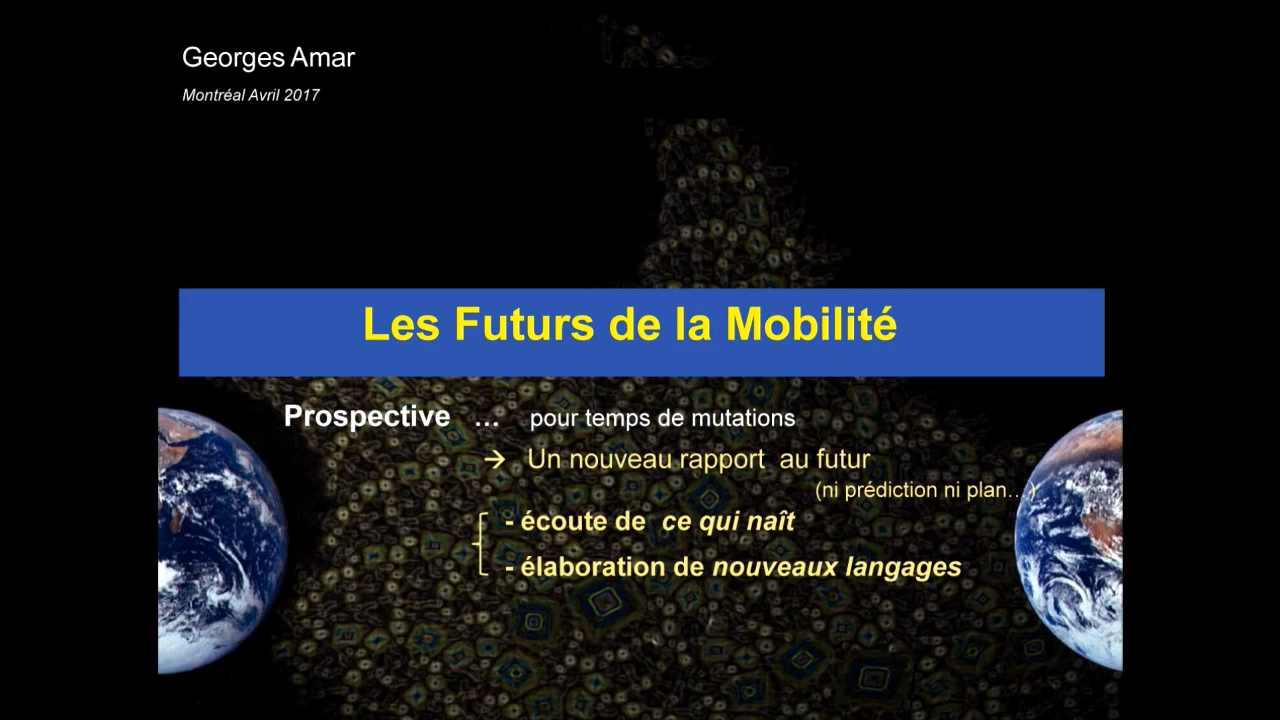 Georges Amar
Montréal Avril 2017
Les Futurs de la Mobilité
Prospective … pour temps de mutations
→ Un nouveau rapport au futur
(ni prédiction ni plan…)
- écoute de ce qui naît
- élaboration de nouveaux langages